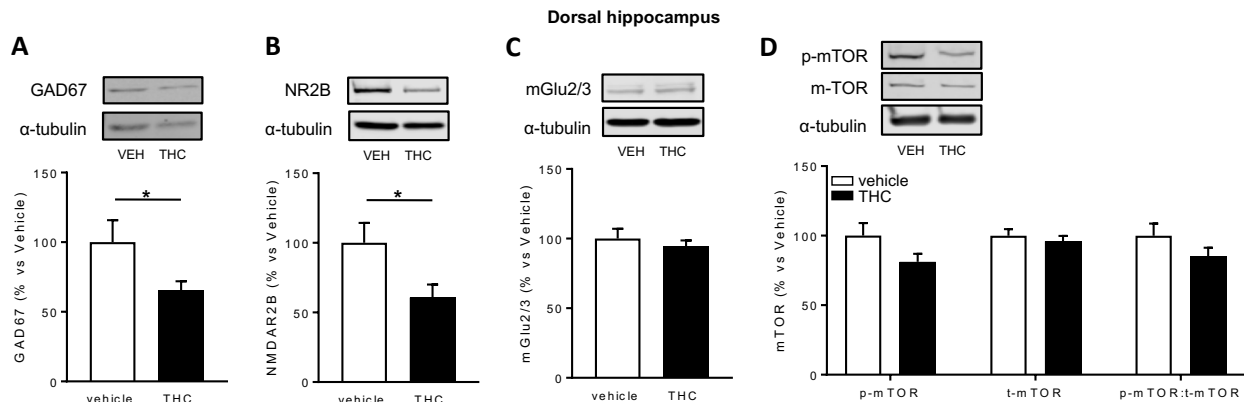 Dorsal hippocampus
A
GAD67
α-tubulin
VEH THC
*
GAD67 (% vs Vehicle)
150
100
50
0
vehicle THC
B
NR2B
α-tubulin
VEH THC
*
NMDAR2B (% vs Vehicle)
150
100
50
0
vehicle THC
C
mGlu2/3
α-tubulin
VEH THC
mGlu2/3 (% vs Vehicle)
150
100
50
0
vehicle THC
D
p-mTOR
m-TOR
α-tubulin
VEH THC
vehicle
THC
mTOR (% vs Vehicle)
150
100
50
0
p-mTOR t-mTOR p-mTOR:t-mTOR